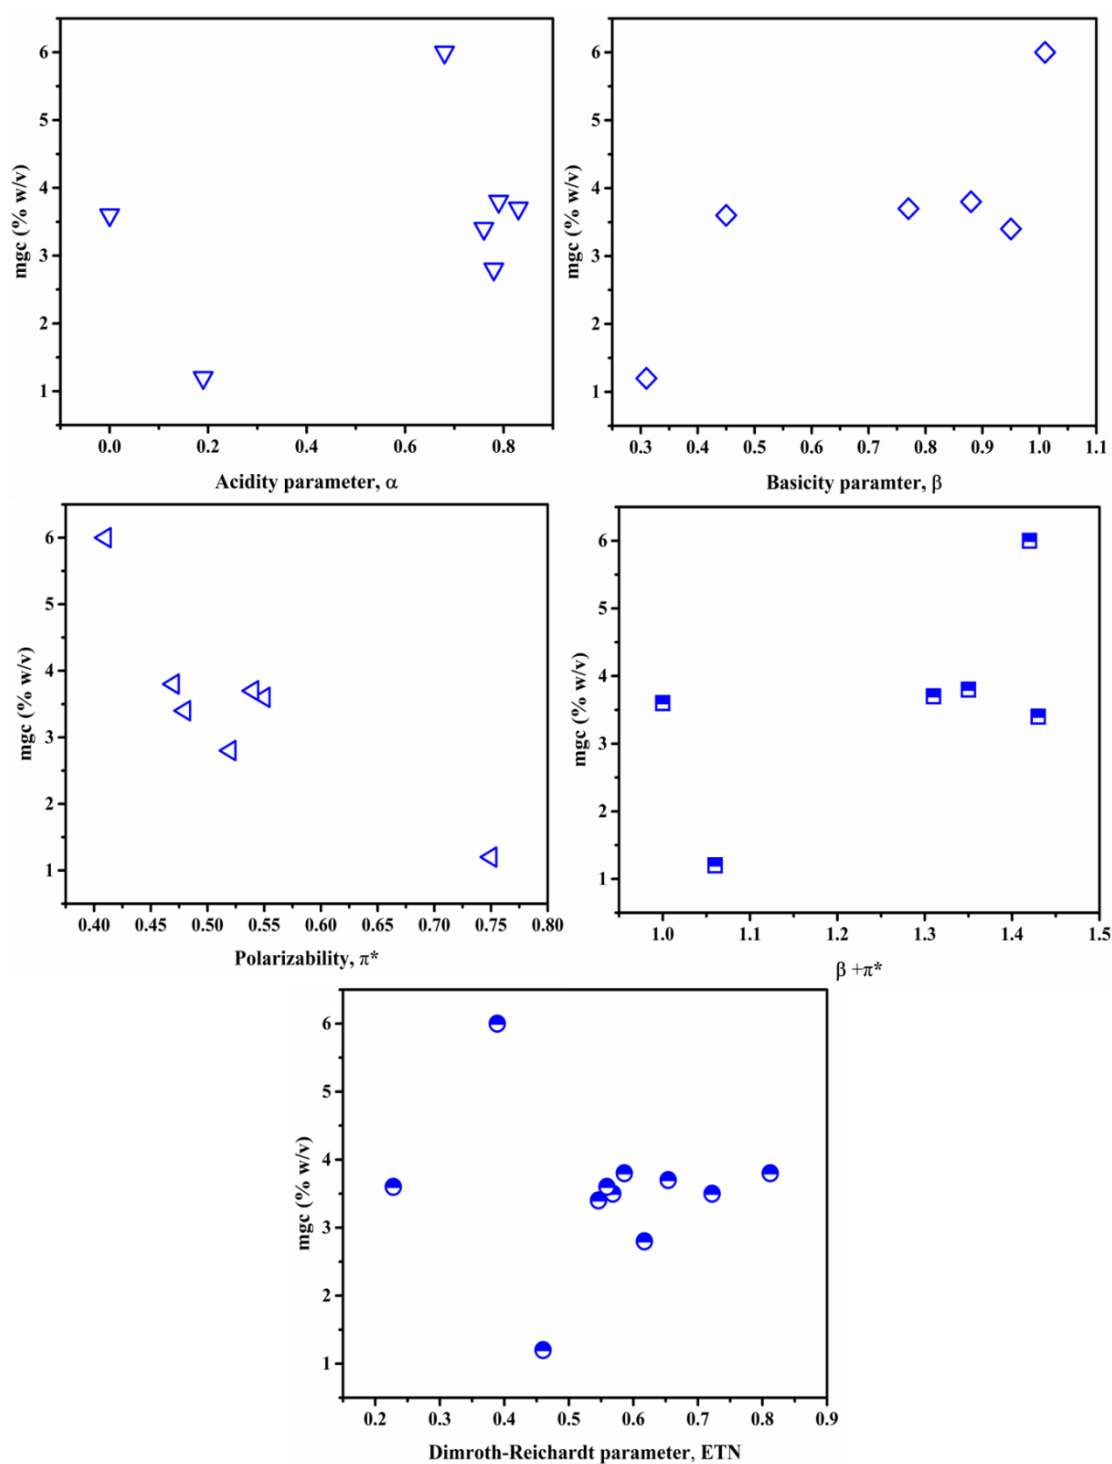 6
5
4
3
2
1
mgc (% w/v)
0.0 0.2 0.4 0.6 0.8
Acidity parameter, α
6
5
4
3
2
1
mgc (% w/v)
0.3 0.4 0.5 0.6 0.7 0.8 0.9 1.0 1.1
Basicity paramter, β
6
5
4
3
2
1
mgc (% w/v)
0.40 0.45 0.50 0.55 0.60 0.65 0.70 0.75 0.80
Polarizability, π*
6
5
4
3
2
1
mgc (% w/v)
1.0 1.1 1.2 1.3 1.4 1.5
β +π*
6
5
4
3
2
1
mgc (% w/v)
0.2 0.3 0.4 0.5 0.6 0.7 0.8 0.9
Dimroth-Reichardt parameter, ETN